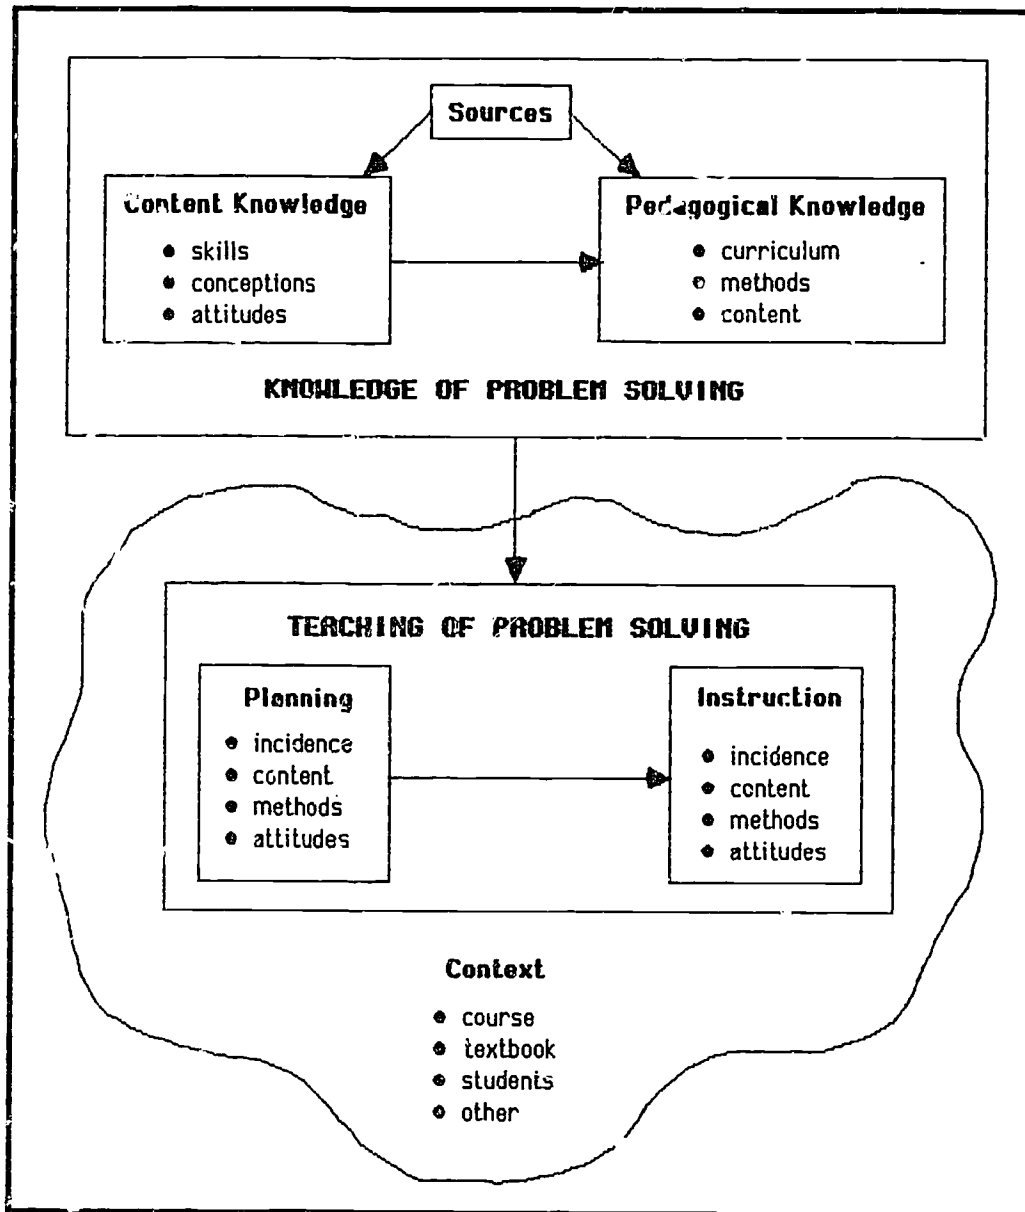 Sources
Content Knowledge
• skills
• conceptions
• attitudes
Pedagogical Knowledge
• curriculum
• methods
• content
KNOWLEDGE OF PROBLEM SOLVING
TEACHING OF PROBLEM SOLVING
Planning
• incidence
• content
• methods
• attitudes
Instruction
• incidence
• content
• methods
• attitudes
Context
• course
• textbook
• students
• other